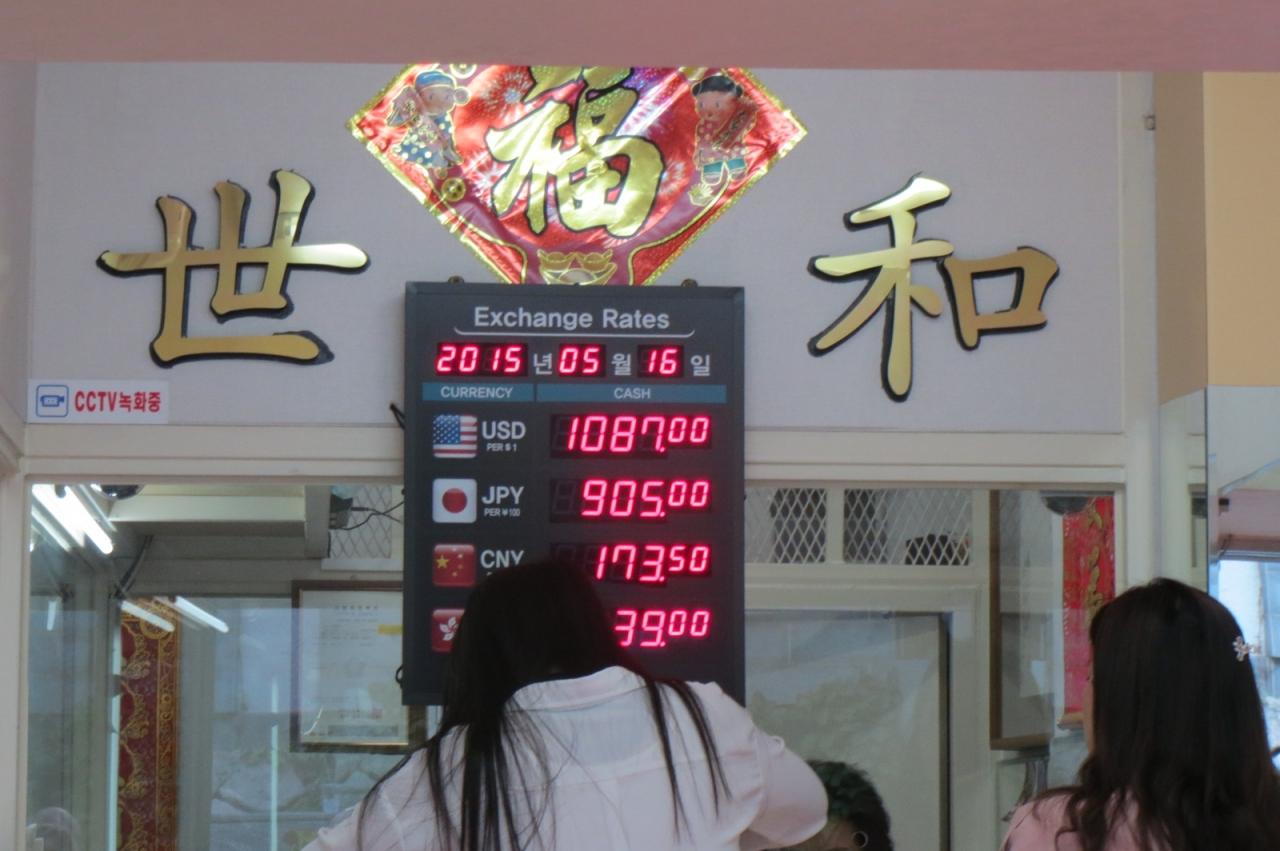 福
世 和
Exchange Rates
2015 년 05 월 16 일
CURRENCY CASH
CCTV녹화중
USD 1087.00
PER $ 1
JPY 905.00
PER ¥ 100
CNY 173.50
39.00